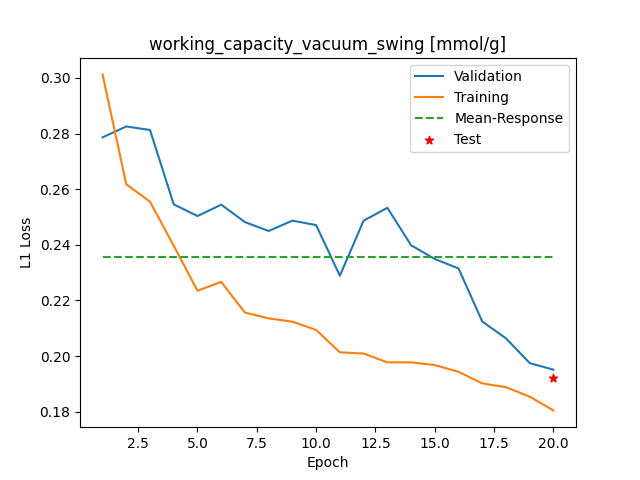 working_capacity_vacuum_swing [mmol/g]
Validation
Training
Mean-Response
Test
L1 Loss
0.30
0.28
0.26
0.24
0.22
0.20
0.18
2.5 5.0 7.5 10.0 12.5 15.0 17.5 20.0
Epoch